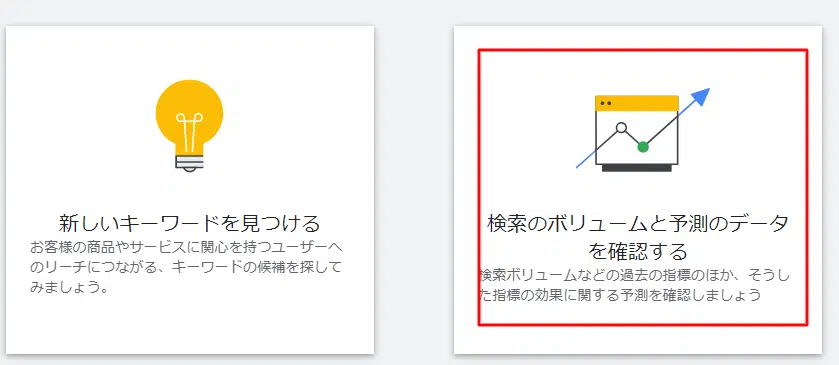 新しいキーワードを見つける
お客様の商品やサービスに関心を持つユーザーへ
のリーチにつながる、キーワードの候補を探して
みましょう。
検索のボリュームと予測のデータ
を確認する
検索ボリュームなどの過去の指標のほか、そうし
た指標の効果に関する予測を確認しましょう